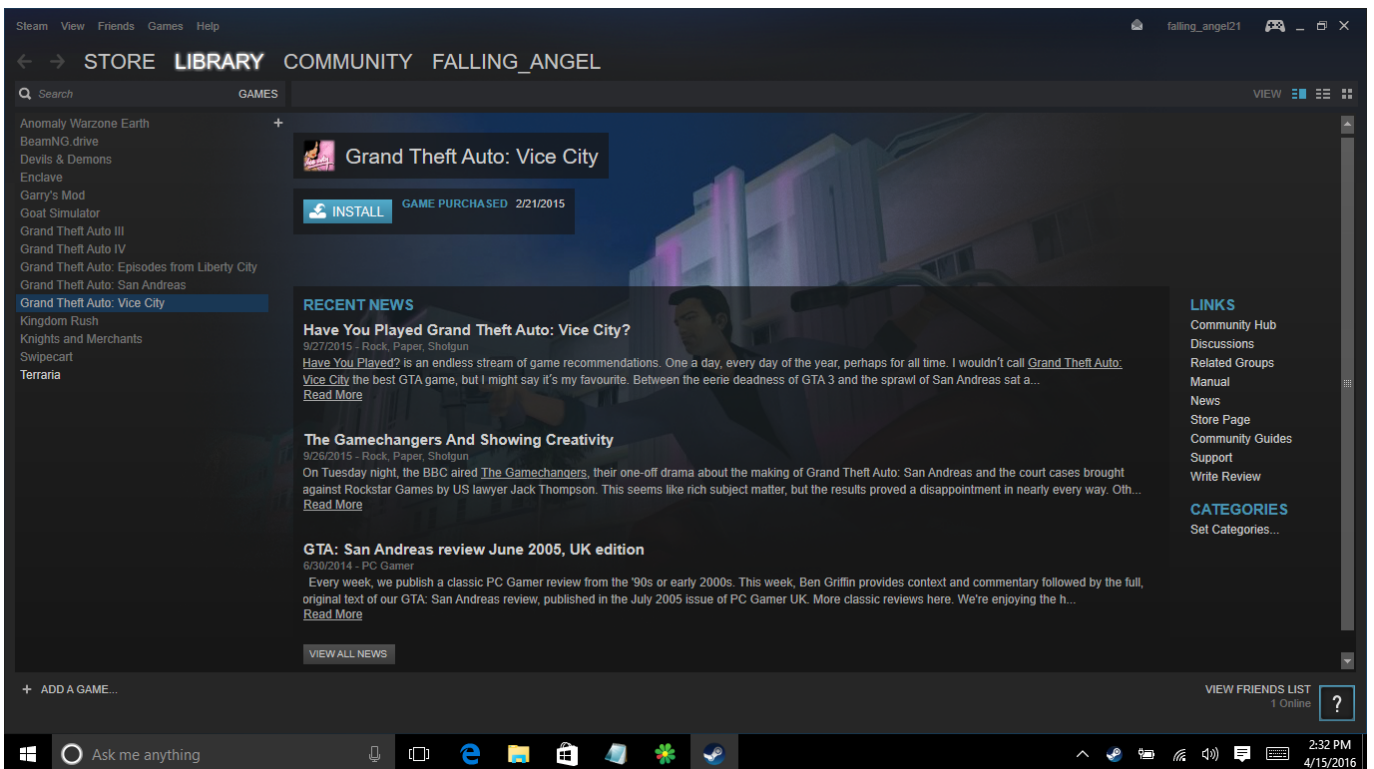 Steam View Friends Games Help
falling_angel21
STORE LIBRARY COMMUNITY FALLING_ANGEL
Search GAMES
VIEW
Anomaly Warzone Earth
BeamNG.drive
Devils & Demons
Enclave
Garry's Mod
Goat Simulator
Grand Theft Auto III
Grand Theft Auto IV
Grand Theft Auto: Episodes from Liberty City
Grand Theft Auto: San Andreas
Grand Theft Auto: Vice City
Kingdom Rush
Knights and Merchants
Swipecart
Terraria
+
Grand Theft Auto: Vice City
INSTALL GAME PURCHASED 2/21/2015
RECENT NEWS
Have You Played Grand Theft Auto: Vice City?
9/27/2015 - Rock, Paper, Shotgun
Have You Played? is an endless stream of game recommendations. One a day, every day of the year, perhaps for all time. I wouldn't call Grand Theft Auto:
Vice City the best GTA game, but I might say it's my favourite. Between the eerie deadness of GTA 3 and the sprawl of San Andreas sat a...
Read More
The Gamechangers And Showing Creativity
9/26/2015 - Rock, Paper, Shotgun
On Tuesday night, the BBC aired The Gamechangers, their one-off drama about the making of Grand Theft Auto: San Andreas and the court cases brought
against Rockstar Games by US lawyer Jack Thompson. This seems like rich subject matter, but the results proved a disappointment in nearly every way. Oth...
Read More
GTA: San Andreas review June 2005, UK edition
6/30/2014 - PC Gamer
Every week, we publish a classic PC Gamer review from the '90s or early 2000s. This week, Ben Griffin provides context and commentary followed by the full,
original text of our GTA: San Andreas review, published in the July 2005 issue of PC Gamer UK. More classic reviews here. We're enjoying the h...
Read More
VIEW ALL NEWS
LINKS
Community Hub
Discussions
Related Groups
Manual
News
Store Page
Community Guides
Support
Write Review
CATEGORIES
Set Categories...
+ ADD A GAME...
VIEW FRIENDS LIST
1 Online
?
Ask me anything
2:32 PM
4/15/2016